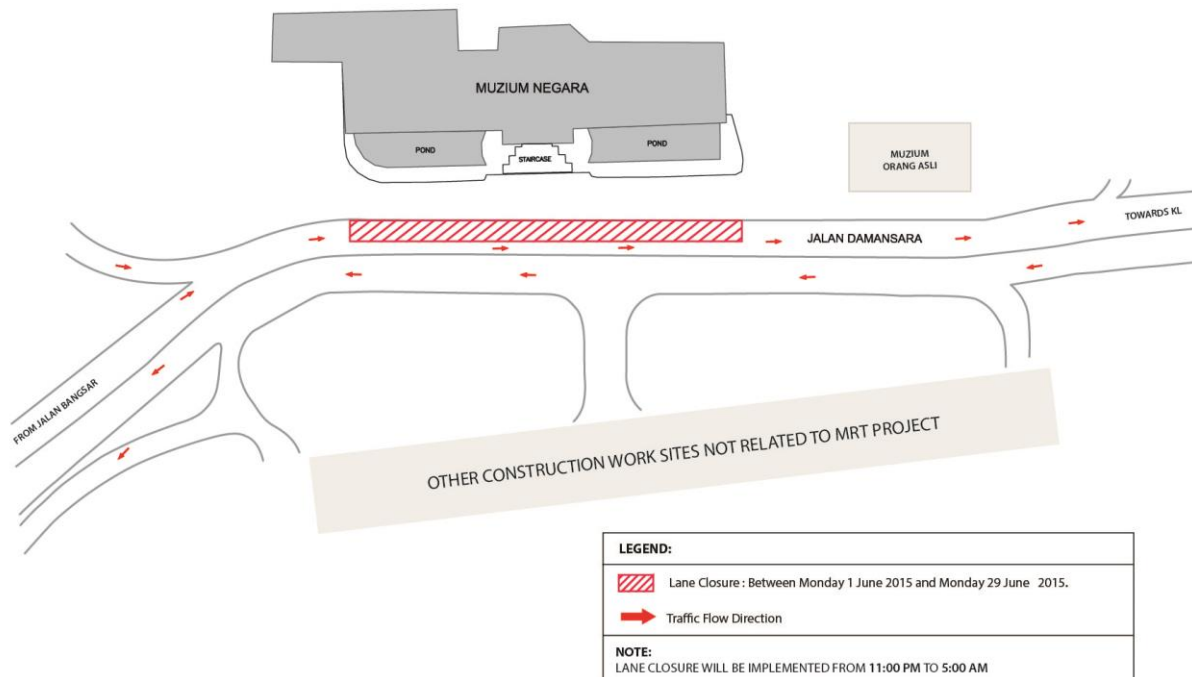 MUZIUM NEGARA
POND
STAIRCASE
POND
MUZIUM
ORANG ASLI
TOWARDS KL
JALAN DAMANSARA
FROM JALAN BANGSAR
OTHER CONSTRUCTION WORK SITES NOT RELATED TO MRT PROJECT
LEGEND:
Lane Closure : Between Monday 1 June 2015 and Monday 29 June 2015.
Traffic Flow Direction
NOTE:
LANE CLOSURE WILL BE IMPLEMENTED FROM 11:00 PM TO 5:00 AM